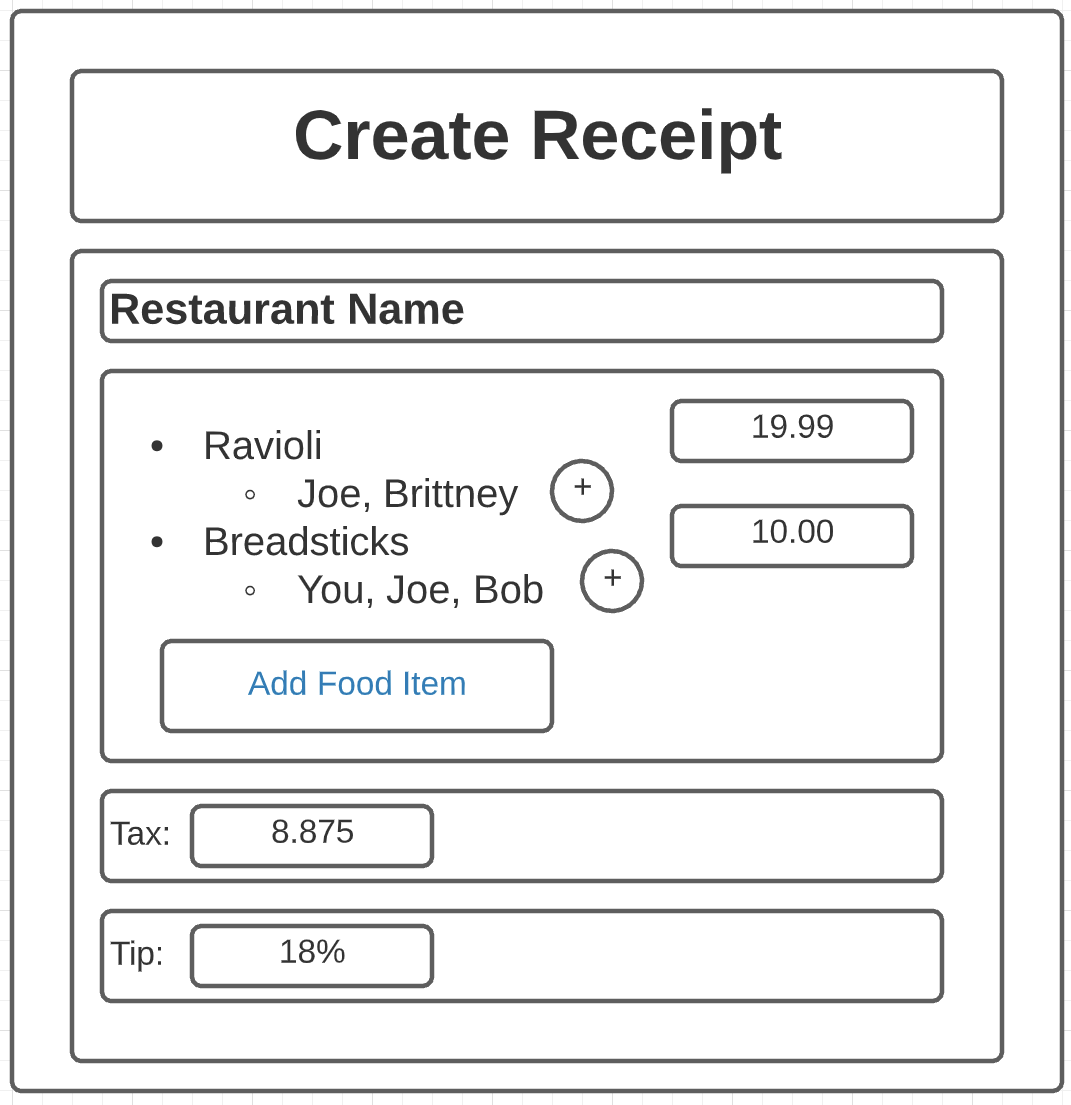 Create Receipt
Restaurant Name
• Ravioli
19.99
◦ Joe, Brittney
+
• Breadsticks
10.00
◦ You, Joe, Bob
+
Add Food Item
Tax: 8.875
Tip: 18%